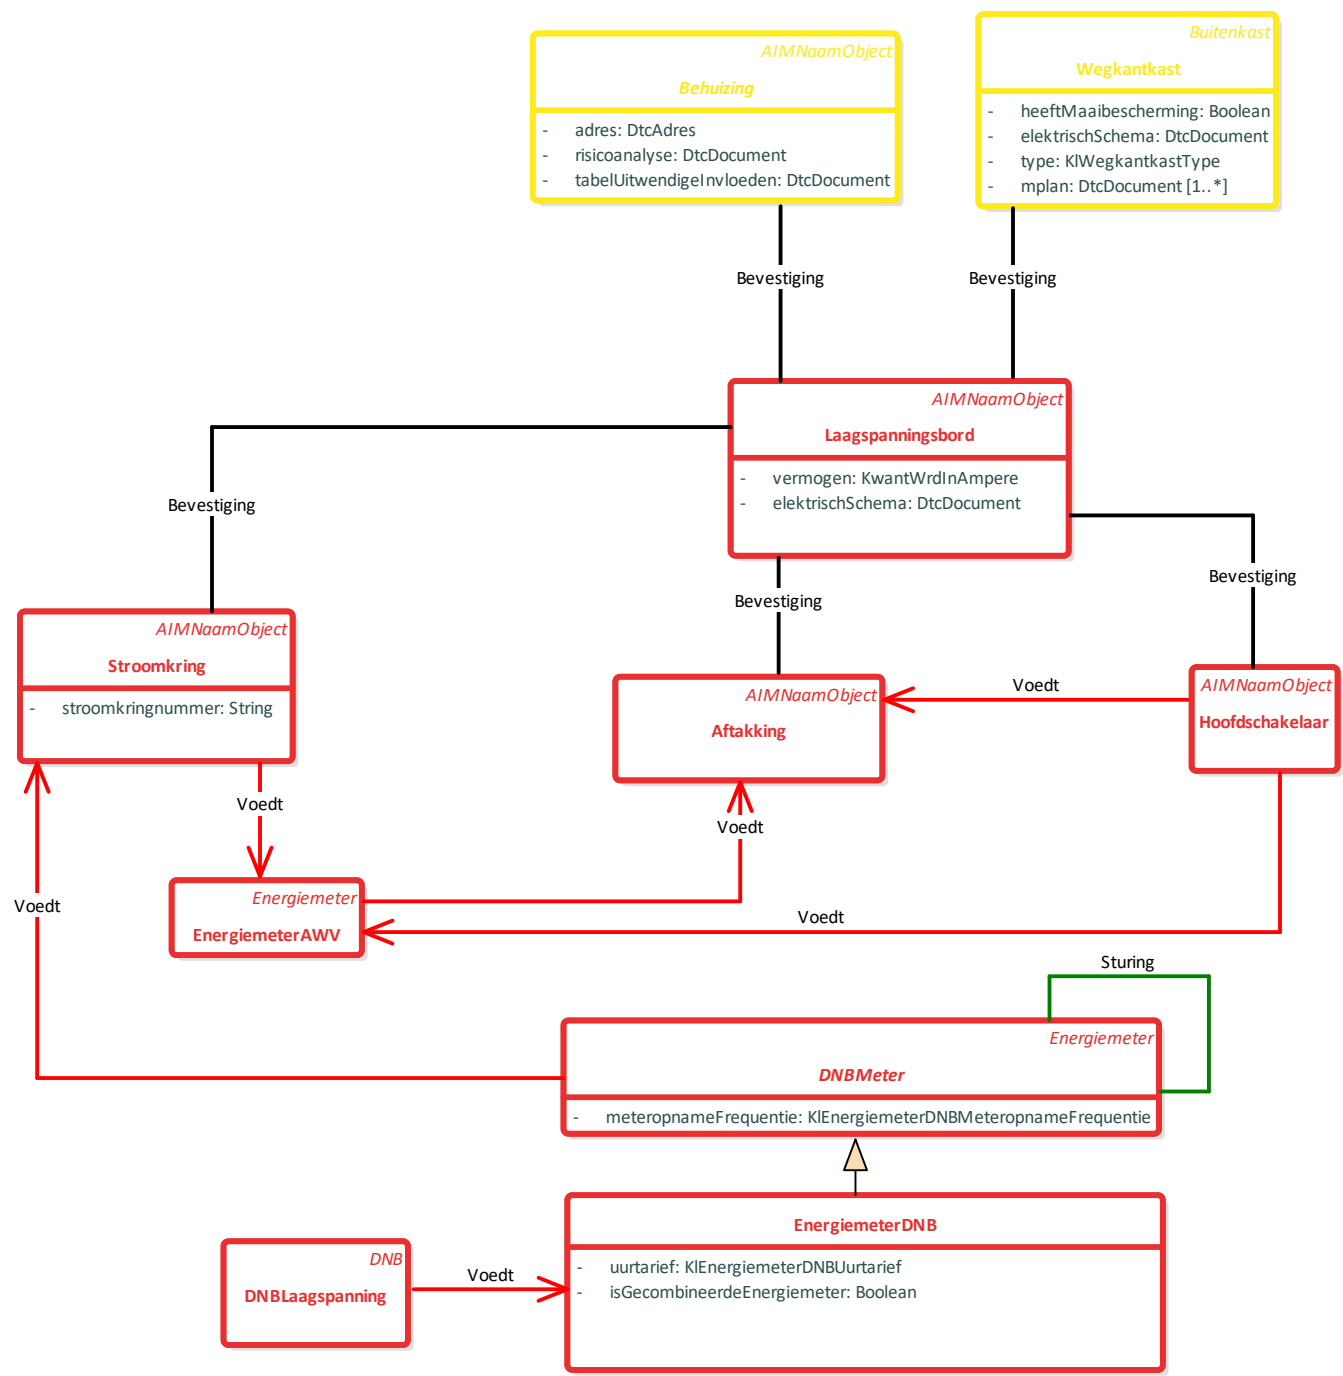 AIMNaamObject
Behuizing
- adres: DtcAdres
- risicoanalyse: DtcDocument
- tabelUitwendigeInvloeden: DtcDocument
Buitenkast
Wegkantkast
- heeftMaaibescherming: Boolean
- elektrischSchema: DtcDocument
- type: KlWegkantkastType
- mplan: DtcDocument [1..*]
Bevestiging
Bevestiging
AIMNaamObject
Laagspanningsbord
- vermogen: KwantWrdInAmpere
- elektrischSchema: DtcDocument
Bevestiging
Bevestiging
Bevestiging
AIMNaamObject
Stroomkring
- stroomkringnummer: String
AIMNaamObject
Aftakking
Voedt
AIMNaamObject
Hoofdschakelaar
Voedt
Voedt
Voedt
Energiemeter
EnergiemeterAWV
Voedt
Sturing
Energiemeter
DNBMeter
- meteropnameFrequentie: KlEnergiemeterDNBMeteropnameFrequentie
EnergiemeterDNB
- uurtarief: KlEnergiemeterDNBUurtarief
- isGecombineerdeEnergiemeter: Boolean
DNB
DNBLaagspanning
Voedt